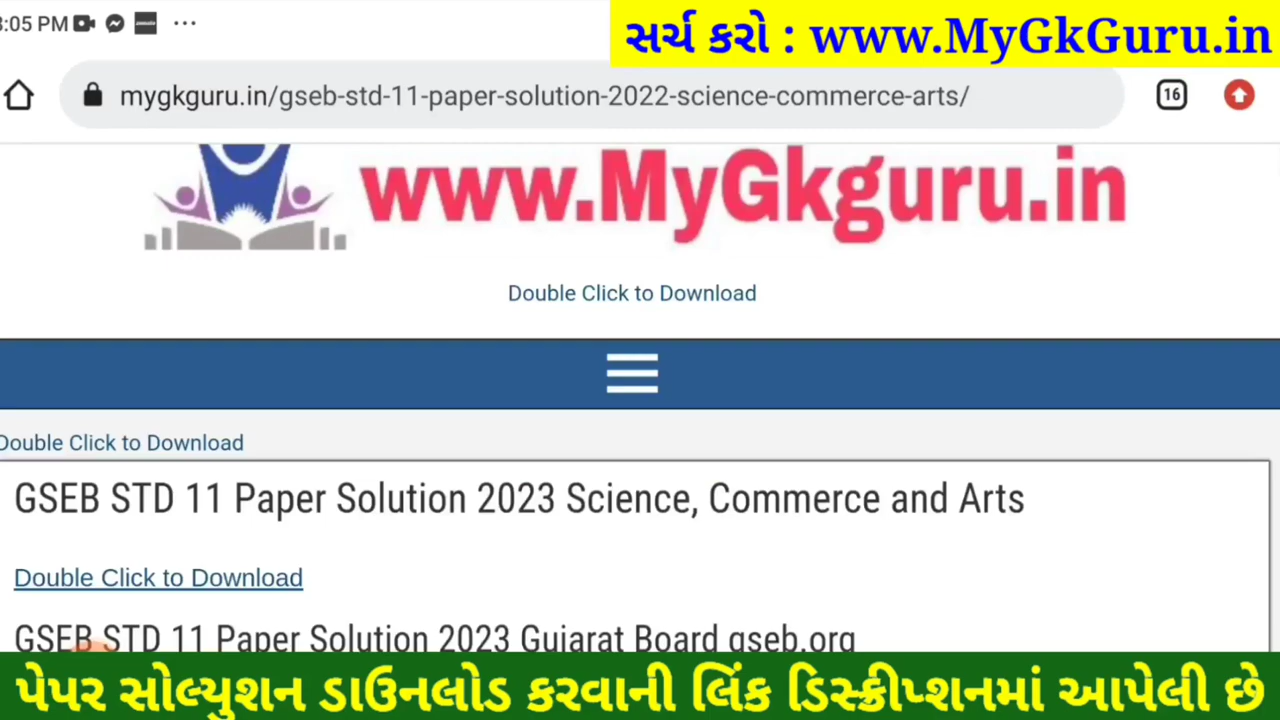 :05 PM
સર્ચ કરો : www.MyGkGuru.in
mygkguru.in/gseb-std-11-paper-solution-2022-science-commerce-arts/
16
www.MyGkguru.in
Double Click to Download
Double Click to Download
GSEB STD 11 Paper Solution 2023 Science, Commerce and Arts
Double Click to Download
GSEB STD 11 Paper Solution 2023 Gujarat Board gseb.org
પેપર સોલ્યુશન ડાઉનલોડ કરવાની લિંક ડિસ્ક્રીપ્શનમાં આપેલી છે